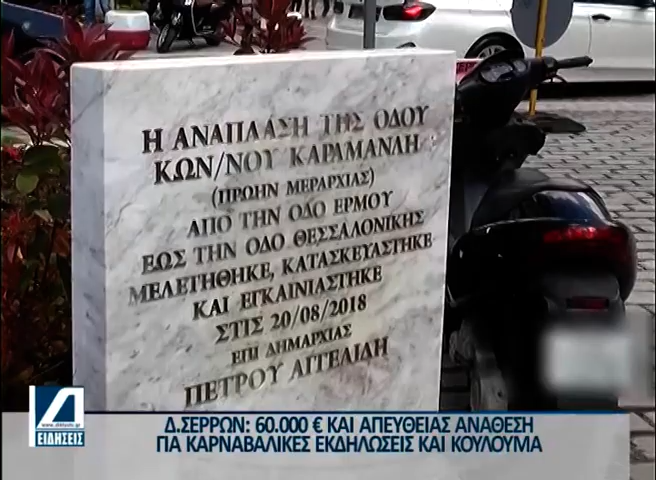 Η ΑΝΑΠΛΑΣΗ ΤΗΣ ΟΔΟΥ
ΚΩΝ/ΝΟΥ ΚΑΡΑΜΑΝΛΗ
(ΠΡΩΗΝ ΜΕΡΑΡΧΙΑΣ)
ΑΠΟ ΤΗΝ ΟΔΟ ΕΡΜΟΥ
ΕΩΣ ΤΗΝ ΟΔΟ ΘΕΣΣΑΛΟΝΙΚΗΣ
ΜΕΛΕΤΗΘΗΚΕ, ΚΑΤΑΣΚΕΥΑΣΤΗΚΕ
ΚΑΙ ΕΓΚΑΙΝΙΑΣΤΗΚΕ
ΣΤΙΣ 20/08/2018
ΕΠΙ ΔΗΜΑΡΧΙΑΣ
ΠΕΤΡΟΥ ΑΓΓΕΛΙΔΗ
Δ
ΕΙΔΗΣΕΙΣ
Δ.ΣΕΡΡΩΝ: 60.000 € ΚΑΙ ΑΠΕΥΘΕΙΑΣ ΑΝΑΘΕΣΗ
ΓΙΑ ΚΑΡΝΑΒΑΛΙΚΕΣ ΕΚΔΗΛΩΣΕΙΣ ΚΑΙ ΚΟΥΛΟΥΜΑ